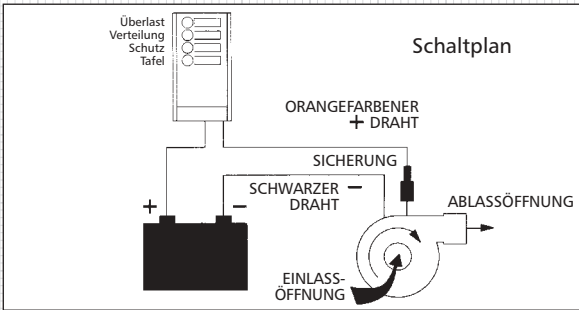 Überlast
Verteilung
Schutz
Tafel
Schaltplan
ORANGEFARBENER
+ DRAHT
SICHERUNG
SCHWARZER −
DRAHT
+ −
ABLASSÖFFNUNG
EINLASS-
ÖFFNUNG